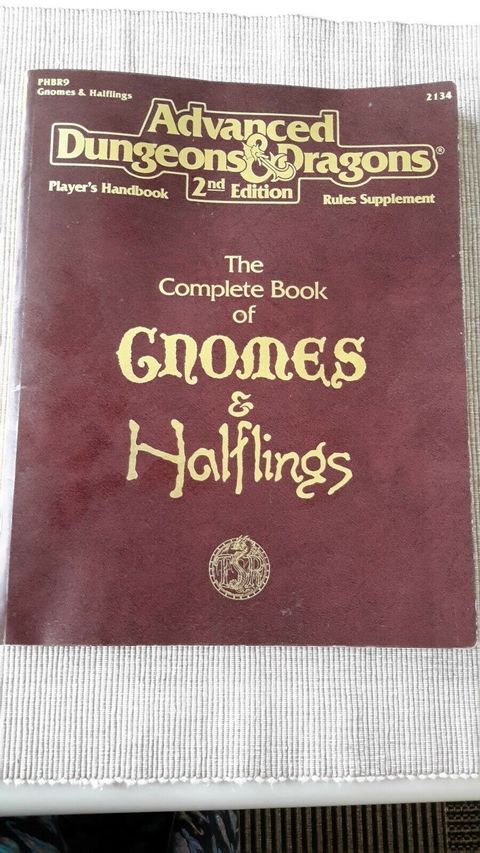 PHBR9
Gnomes & Halflings
2134
Advanced
Dungeons & Dragons®
Player's Handbook
2nd Edition
Rules Supplement
The
Complete Book
of
GNOMES
&
Halflings
TSR